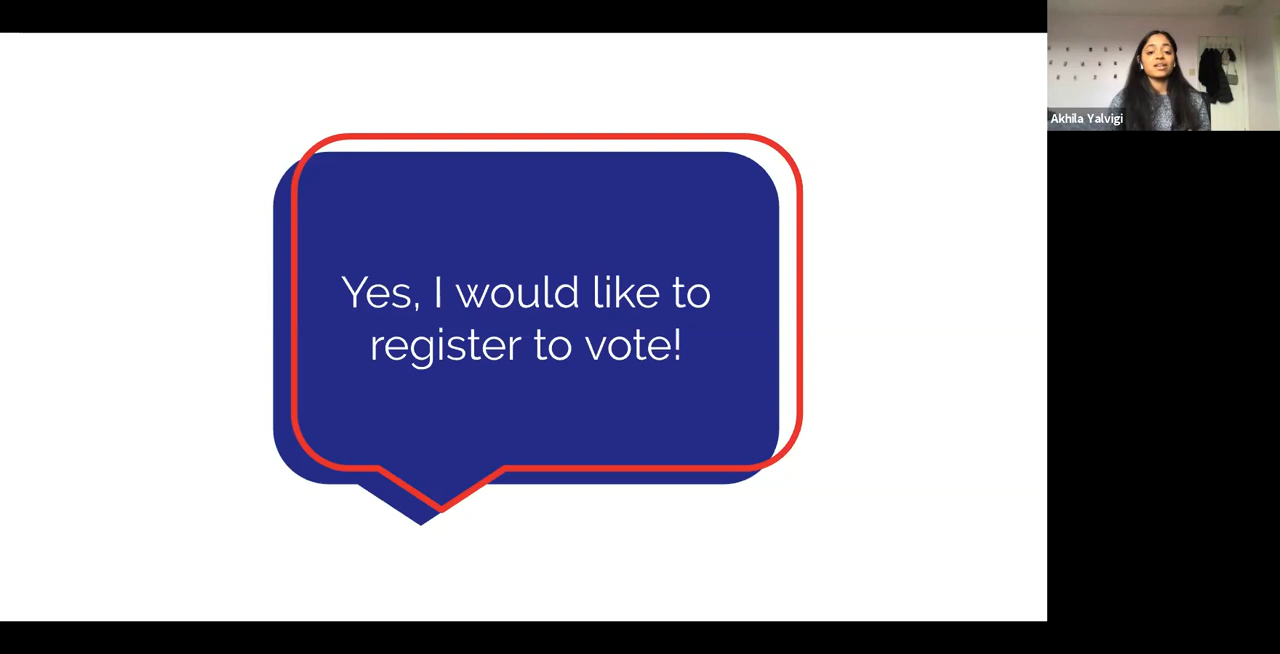 Yes, I would like to
register to vote!
Akhila Yalvigi